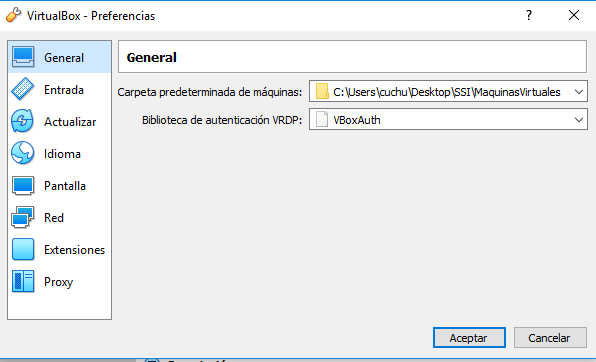 VirtualBox - Preferencias
?
General
Entrada
Actualizar
Idioma
Pantalla
Red
Extensiones
Proxy
General
Carpeta predeterminada de máquinas: C:\Users\cuchu\Desktop\SSI\MaquinasVirtuales
Biblioteca de autenticación VRDP: VBoxAuth
Aceptar Cancelar